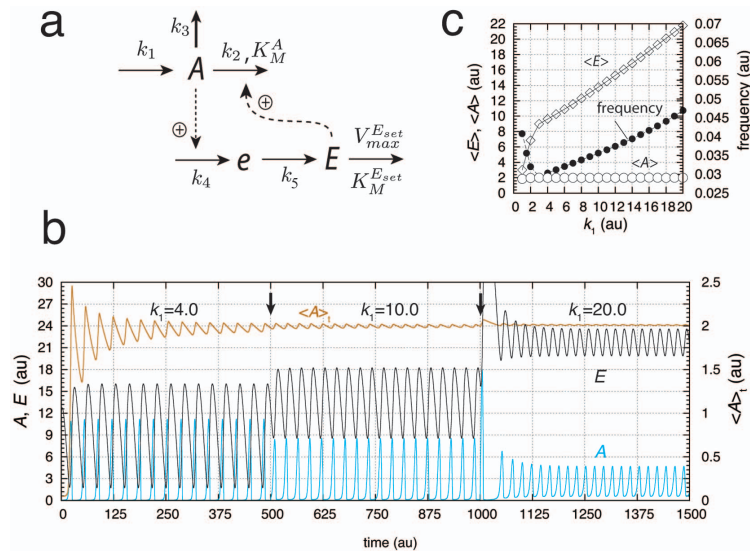 a
k₃
k₁ A k₂, K_M^A
⊕ ⊕
k₄ e k₅ E V_max^{E_set}
K_M^{E_set}
c
<E>, <A> (au)
22
20
18
16
14
12
10
8
6
4
2
0
<E>
frequency
<A>
0 2 4 6 8 10 12 14 16 18 20
k₁ (au)
0.07
0.065
0.06
0.055
0.05
0.045
0.04
0.035
0.03
0.025
frequency (au)
b
A, E (au)
30
27
24
21
18
15
12
9
6
3
0
k₁=4.0 <A>ₜ k₁=10.0 k₁=20.0
E
A
2.5
2
1.5
1
0.5
0
<A>ₜ (au)
0 125 250 375 500 625 750 875 1000 1125 1250 1375 1500
time (au)